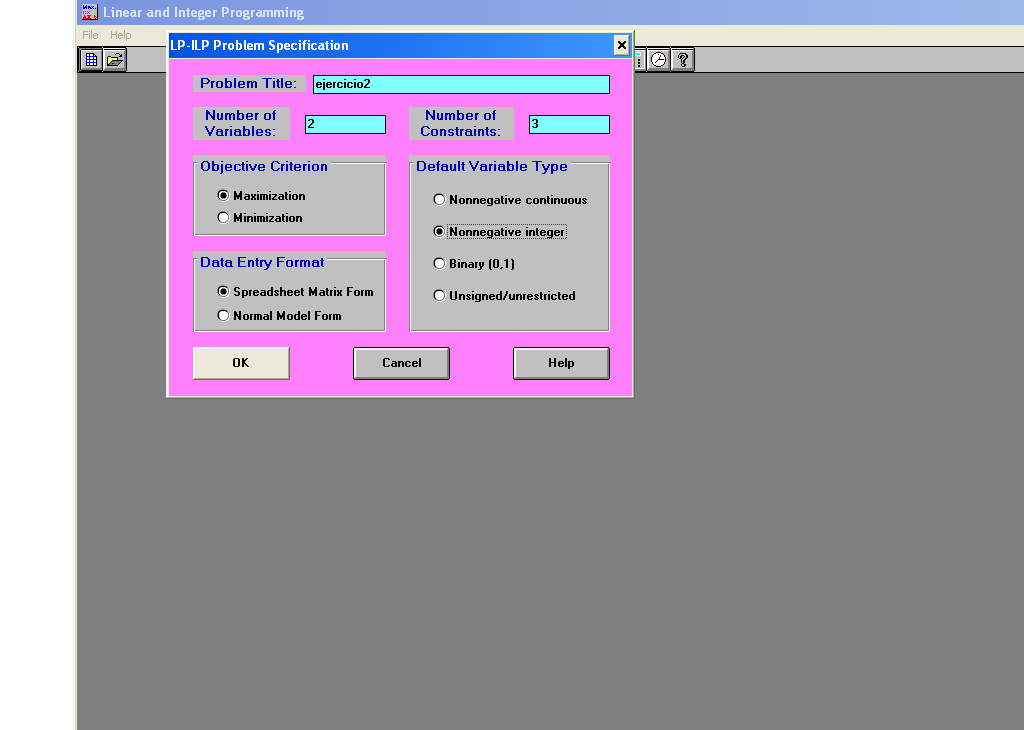 Linear and Integer Programming
File Help
LP-ILP Problem Specification
Problem Title: ejercicio2
Number of Variables: 2
Number of Constraints: 3
Objective Criterion
Maximization
Minimization
Data Entry Format
Spreadsheet Matrix Form
Normal Model Form
Default Variable Type
Nonnegative continuous
Nonnegative integer
Binary (0,1)
Unsigned/unrestricted
OK Cancel Help